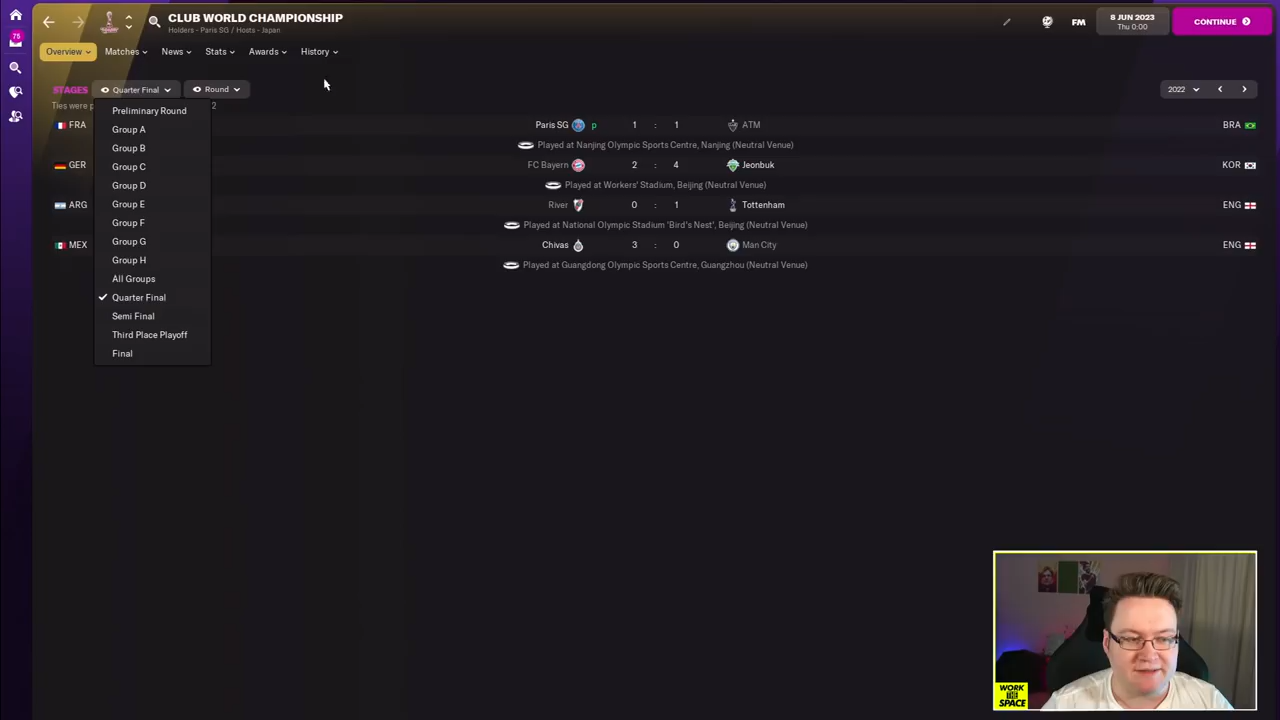 CLUB WORLD CHAMPIONSHIP
Holders - Paris SG / Hosts - Japan
FM
8 JUN 2023
Thu 0:00
CONTINUE
75
Overview
Matches
News
Stats
Awards
History
STAGES
Quarter Final
Round
2022
Ties were p
2
Preliminary Round
Group A
Group B
Group C
Group D
Group E
Group F
Group G
Group H
All Groups
Quarter Final
Semi Final
Third Place Playoff
Final
FRA Paris SG p 1 : 1 ATM BRA
Played at Nanjing Olympic Sports Centre, Nanjing (Neutral Venue)
GER FC Bayern 2 : 4 Jeonbuk KOR
Played at Workers' Stadium, Beijing (Neutral Venue)
ARG River 0 : 1 Tottenham ENG
Played at National Olympic Stadium 'Bird's Nest', Beijing (Neutral Venue)
MEX Chivas 3 : 0 Man City ENG
Played at Guangdong Olympic Sports Centre, Guangzhou (Neutral Venue)
WORK
THE
SPACE